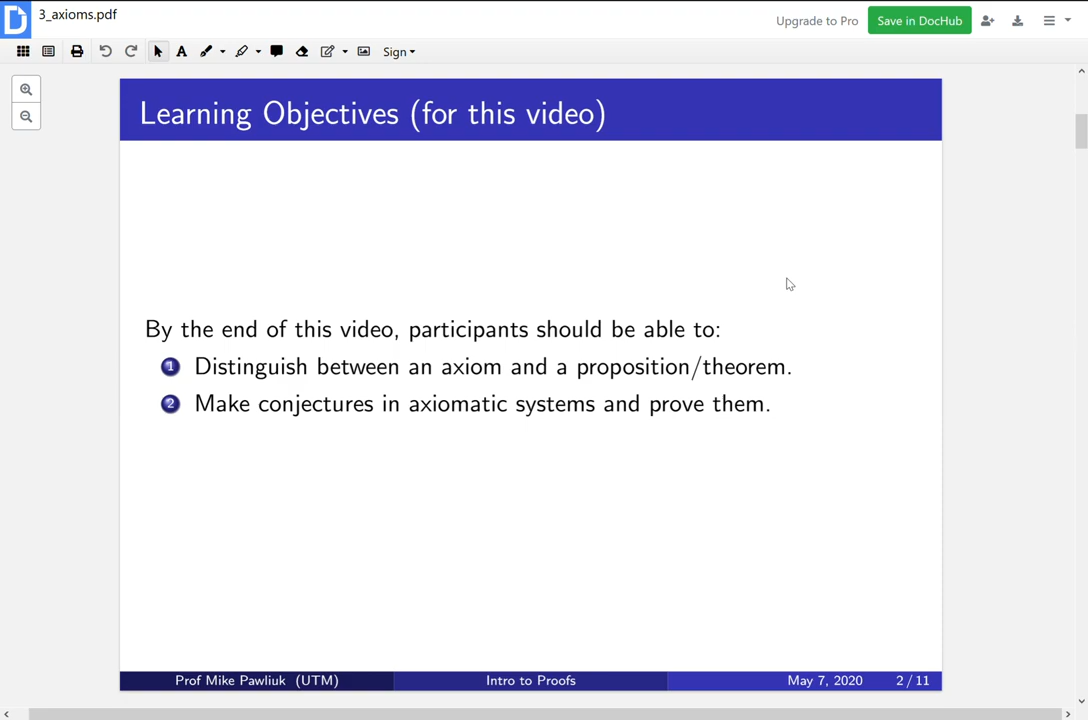 3_axioms.pdf
Upgrade to Pro
Save in DocHub
Sign
Learning Objectives (for this video)
By the end of this video, participants should be able to:
1 Distinguish between an axiom and a proposition/theorem.
2 Make conjectures in axiomatic systems and prove them.
Prof Mike Pawliuk (UTM) Intro to Proofs May 7, 2020 2 / 11